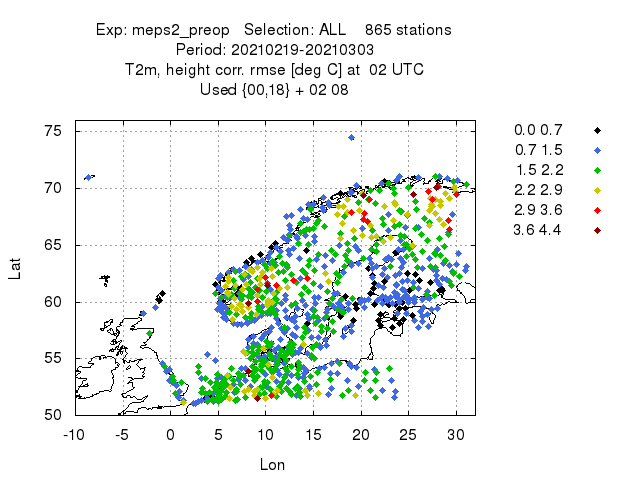 Exp: meps2_preop   Selection: ALL    865 stations
Period: 20210219-20210303
T2m, height corr. rmse [deg C] at  02 UTC
Used {00,18} + 02 08
75
70
65
60
55
50
Lat
-10 -5 0 5 10 15 20 25 30
Lon
0.0 0.7
0.7 1.5
1.5 2.2
2.2 2.9
2.9 3.6
3.6 4.4